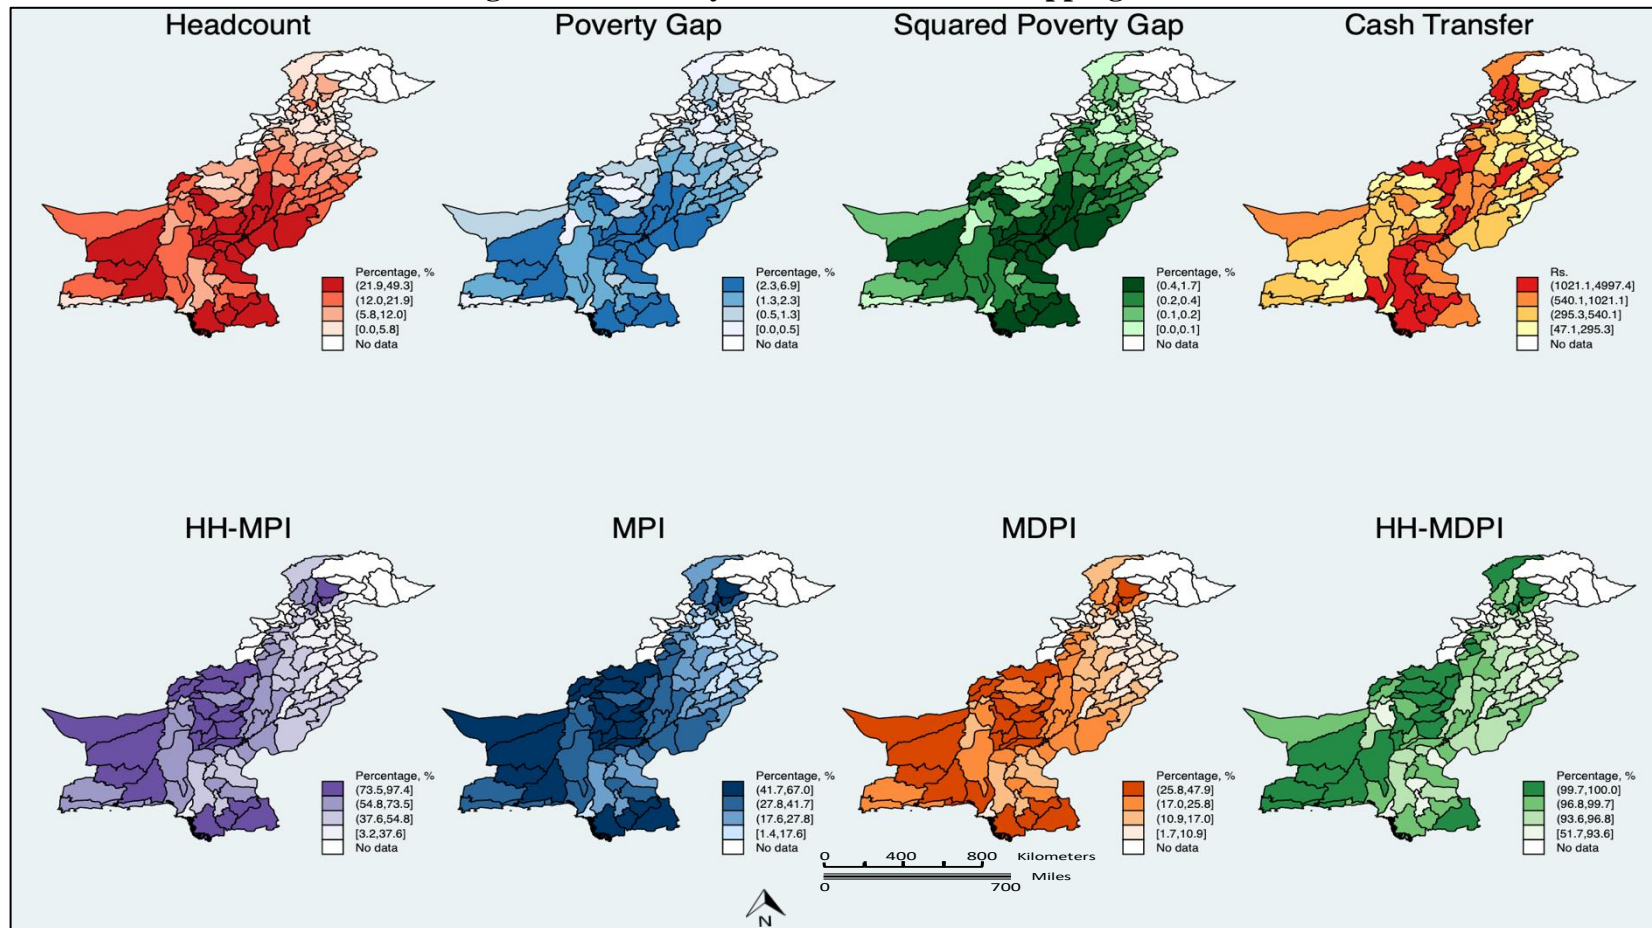 Headcount
Poverty Gap
Squared Poverty Gap
Cash Transfer
Percentage, %
(21.9,49.3]
(12.0,21.9]
(5.8,12.0]
[0.0,5.8]
No data
Percentage, %
(2.3,6.9]
(1.3,2.3]
(0.5,1.3]
[0.0,0.5]
No data
Percentage, %
(0.4,1.7]
(0.2,0.4]
(0.1,0.2]
[0.0,0.1]
No data
Rs.
(1021.1,4997.4]
(540.1,1021.1]
(295.3,540.1]
[47.1,295.3]
No data
HH-MPI
MPI
MDPI
HH-MDPI
Percentage, %
(73.5,97.4]
(54.8,73.5]
(37.6,54.8]
[3.2,37.6]
No data
Percentage, %
(41.7,67.0]
(27.8,41.7]
(17.6,27.8]
[1.4,17.6]
No data
Percentage, %
(25.8,47.9]
(17.0,25.8]
(10.9,17.0]
[1.7,10.9]
No data
Percentage, %
(99.7,100.0]
(96.8,99.7]
(93.6,96.8]
[51.7,93.6]
No data
0 400 800 Kilometers
Miles
0 700
N